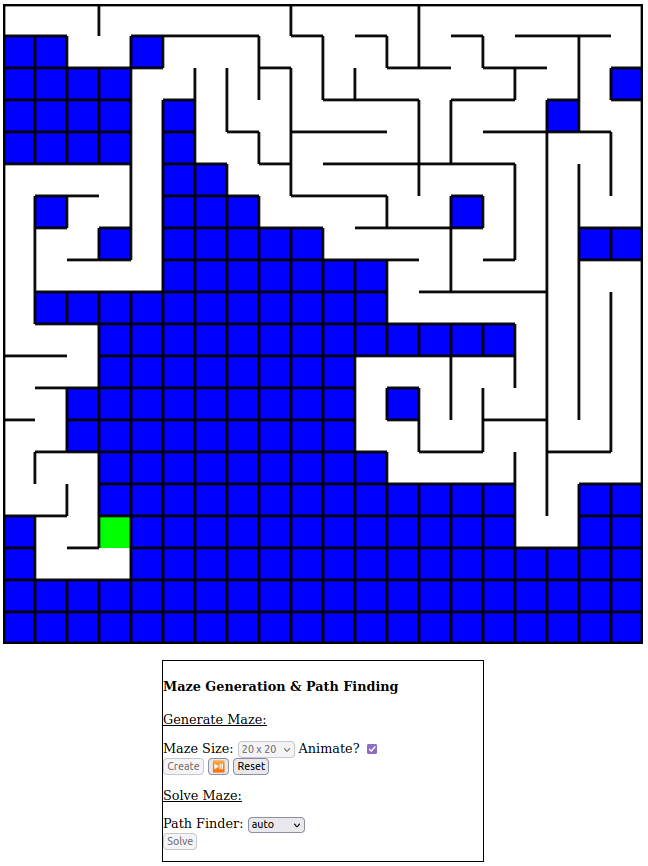 Maze Generation & Path Finding
Generate Maze:
Maze Size: 20 x 20 Animate?
Create Reset
Solve Maze:
Path Finder: auto
Solve